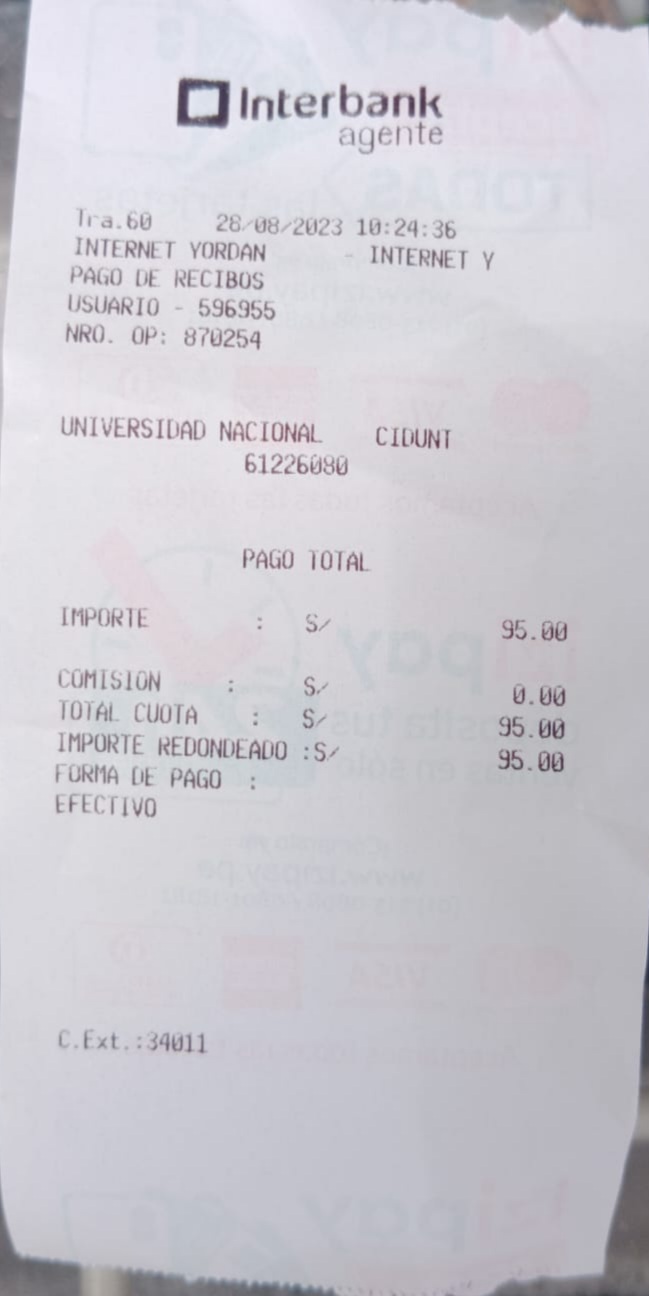 Interbank
agente
Tra.60 28/08/2023 10:24:36
INTERNET YORDAN - INTERNET Y
PAGO DE RECIBOS
USUARIO - 596955
NRO. OP: 870254
UNIVERSIDAD NACIONAL CIDUNT
61226080
PAGO TOTAL
IMPORTE : S/ 95.00
COMISION : S/ 0.00
TOTAL CUOTA : S/ 95.00
IMPORTE REDONDEADO :S/ 95.00
FORMA DE PAGO :
EFECTIVO
C.Ext.:34011